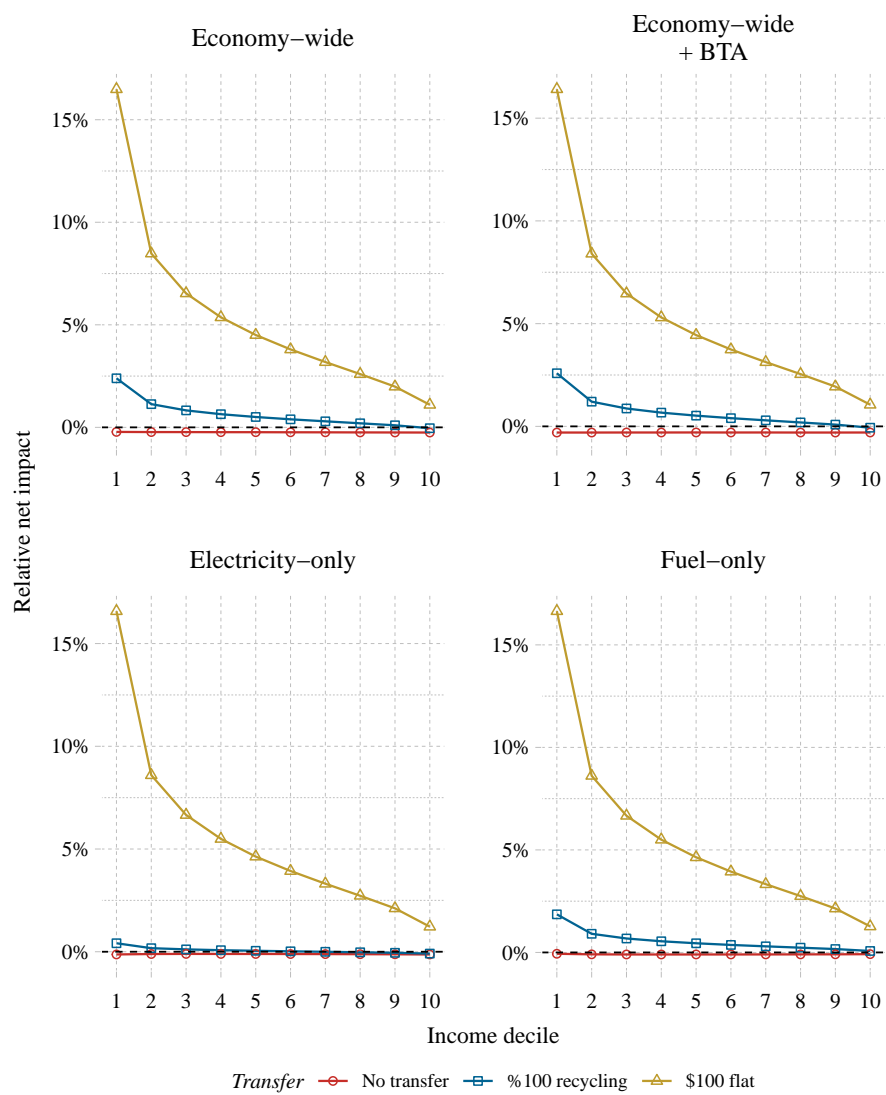 Economy−wide
Economy−wide
+ BTA
15%
10%
5%
0%
1 2 3 4 5 6 7 8 9 10
15%
10%
5%
0%
1 2 3 4 5 6 7 8 9 10
Relative net impact
Electricity−only
Fuel−only
15%
10%
5%
0%
1 2 3 4 5 6 7 8 9 10
15%
10%
5%
0%
1 2 3 4 5 6 7 8 9 10
Income decile
Transfer No transfer %100 recycling $100 flat